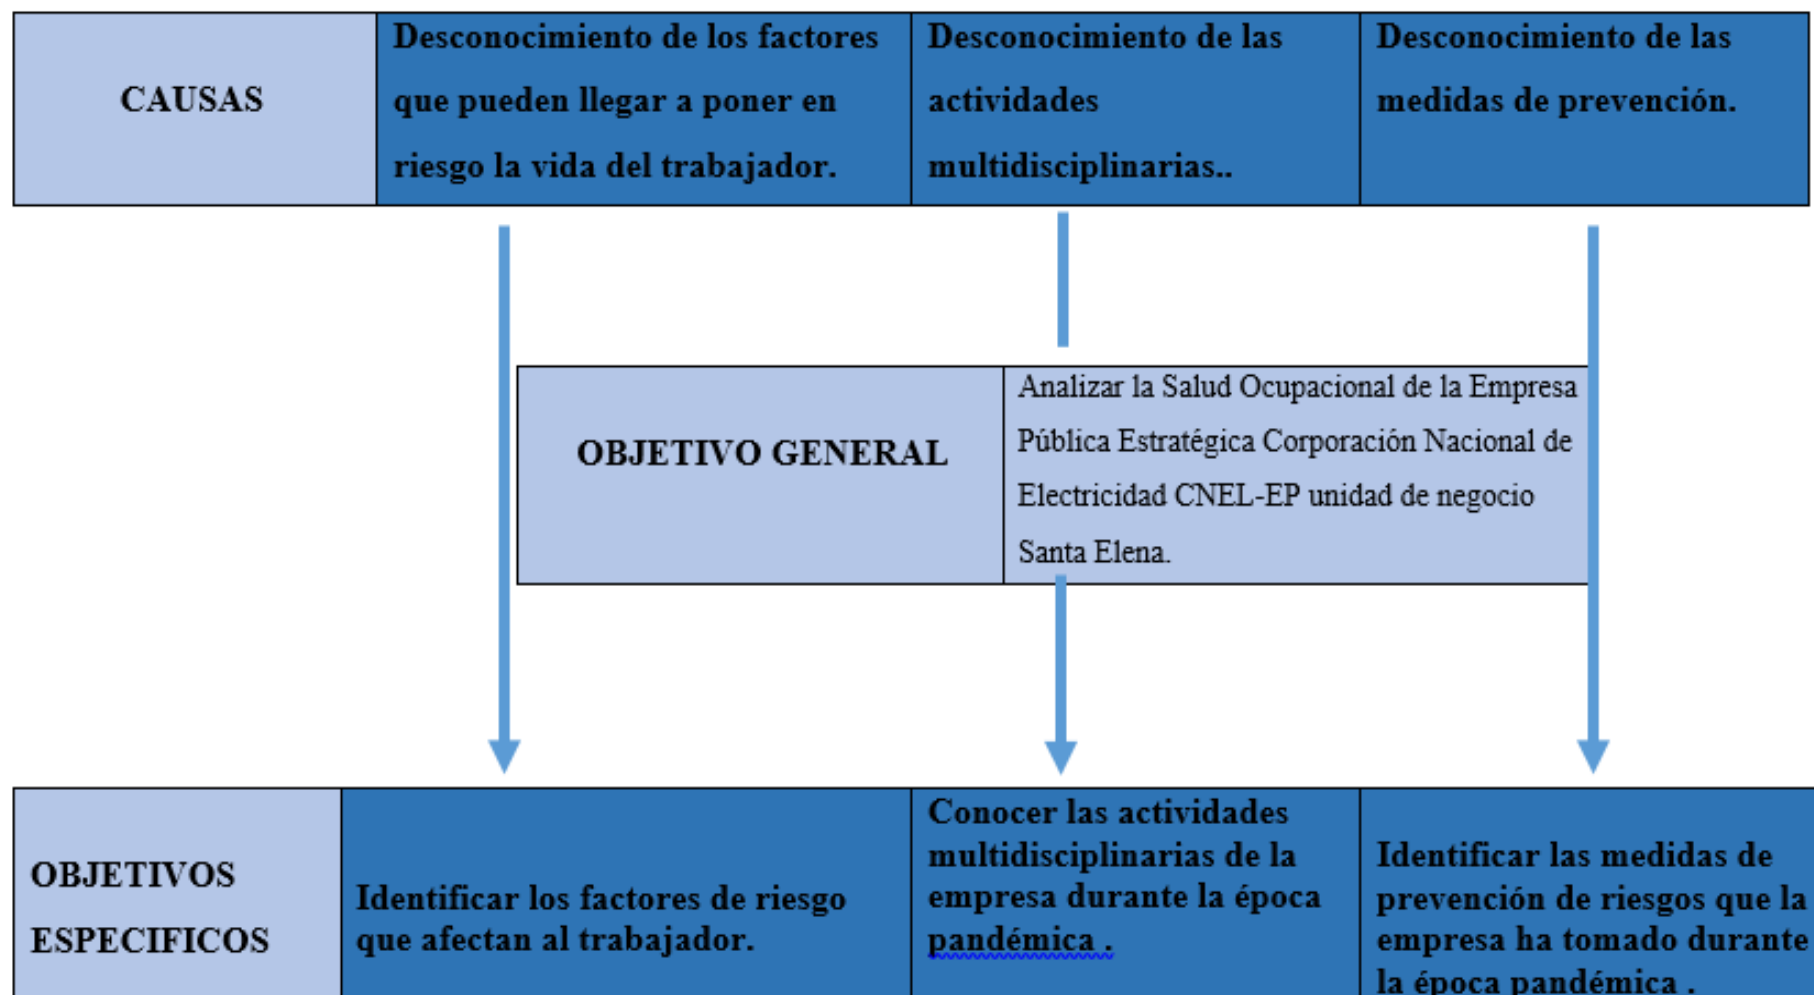 CAUSAS
Desconocimiento de los factores
que pueden llegar a poner en
riesgo la vida del trabajador.
Desconocimiento de las
actividades
multidisciplinarias..
Desconocimiento de las
medidas de prevención.
OBJETIVO GENERAL
Analizar la Salud Ocupacional de la Empresa
Pública Estratégica Corporación Nacional de
Electricidad CNEL-EP unidad de negocio
Santa Elena.
OBJETIVOS
ESPECIFICOS
Identificar los factores de riesgo
que afectan al trabajador.
Conocer las actividades
multidisciplinarias de la
empresa durante la época
pandémica .
Identificar las medidas de
prevención de riesgos que la
empresa ha tomado durante
la época pandémica .